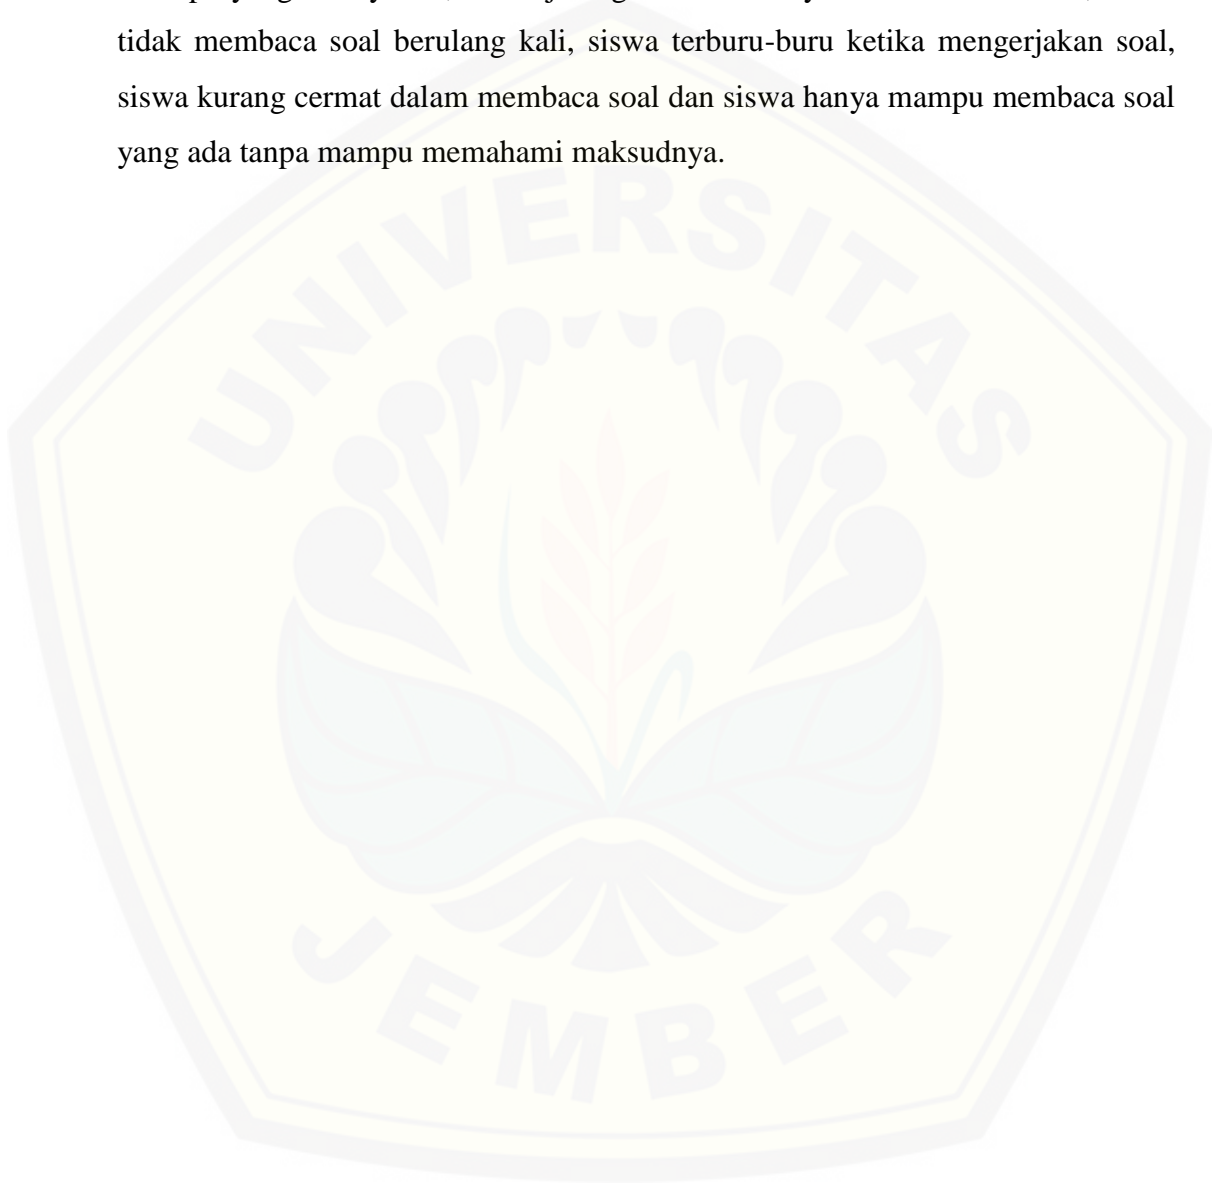 tidak membaca soal berulang kali, siswa terburu-buru ketika mengerjakan soal,
siswa kurang cermat dalam membaca soal dan siswa hanya mampu membaca soal
yang ada tanpa mampu memahami maksudnya.
UNIVERSITAS
JEMBER